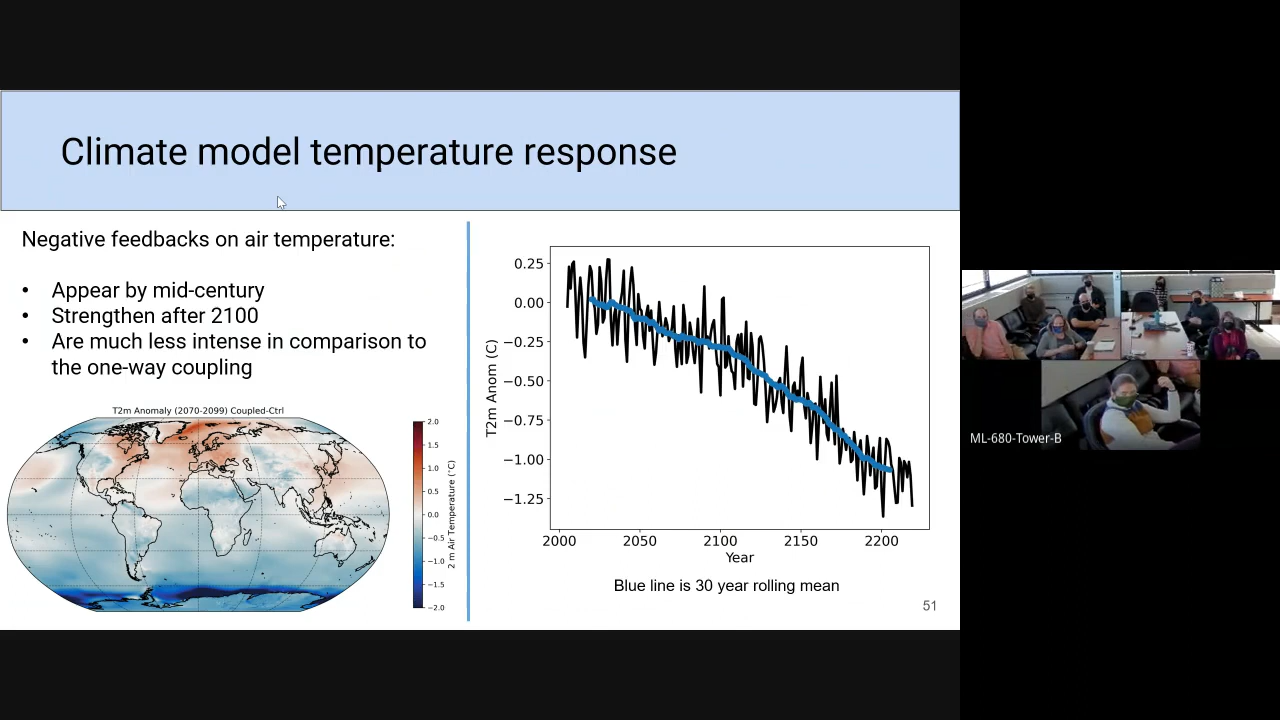 Climate model temperature response
Negative feedbacks on air temperature:
• Appear by mid-century
• Strengthen after 2100
• Are much less intense in comparison to
the one-way coupling
T2m Anomaly (2070-2099) Coupled-Ctrl
2.0
1.5
1.0
0.5
0.0
−0.5
−1.0
−1.5
−2.0
2 m Air Temperature (°C)
T2m Anom (C)
0.25
0.00
−0.25
−0.50
−0.75
−1.00
−1.25
2000 2050 2100 2150 2200
Year
Blue line is 30 year rolling mean
51
ML-680-Tower-B